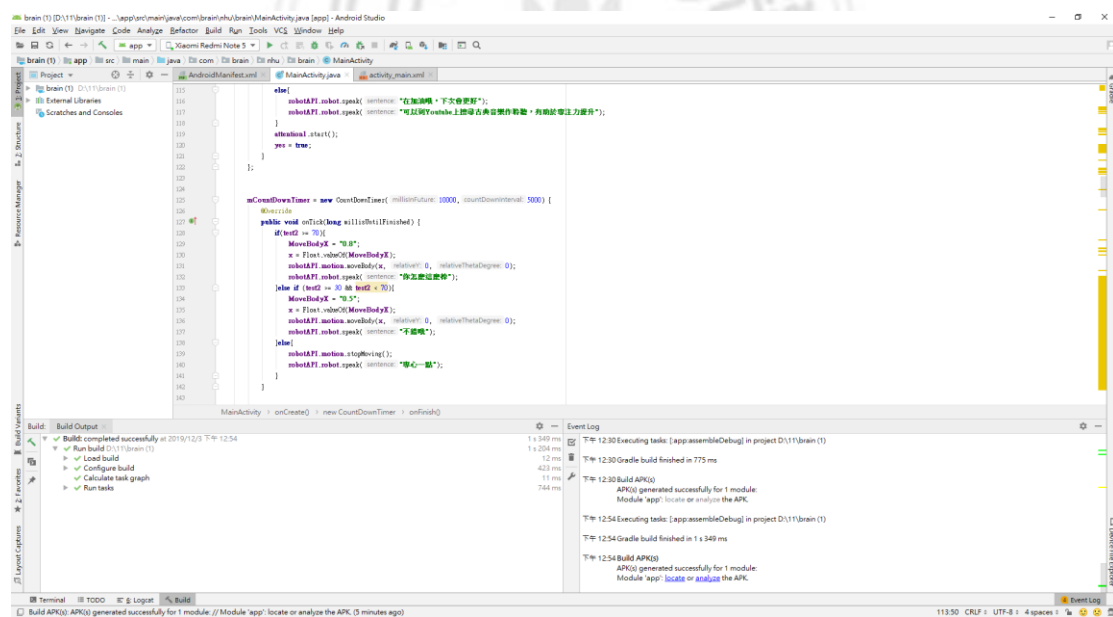 brain (1) [D:\11\brain (1)] - ...\app\src\main\java\com\brain\nhu\brain\MainActivity.java [app] - Android Studio
File Edit View Navigate Code Analyze Refactor Build Run Tools VCS Window Help
app Xiaomi Redmi Note 5
brain (1) app src main java com brain nhu brain MainActivity
Project AndroidManifest.xml MainActivity.java activity_main.xml
brain (1) D:\11\brain (1)
External Libraries
Scratches and Consoles
1: Project
Z: Structure
Resource Manager
Build Variants
2: Favorites
Layout Captures
Gradle
115 else{
116 robotAPI.robot.speak( sentence: "在加油哦，下次會更好");
117 robotAPI.robot.speak( sentence: "可以到Youtube上搜尋古典音樂作聆聽，有助於專注力提升");
118 }
119 attentional.start();
120 yes = true;
121 }
122 };
123
124
125 mCountDownTimer = new CountDownTimer( millisInFuture: 10000, countDownInterval: 5000) {
126 @Override
127 public void onTick(long millisUntilFinished) {
128 if(test2 >= 70){
129 MoveBodyX = "0.8";
130 x = Float.valueOf(MoveBodyX);
131 robotAPI.motion.moveBody(x, relativeY: 0, relativeThetaDegree: 0);
132 robotAPI.robot.speak( sentence: "你怎麼這麼棒");
133 }else if (test2 >= 30 && test2 < 70){
134 MoveBodyX = "0.5";
135 x = Float.valueOf(MoveBodyX);
136 robotAPI.motion.moveBody(x, relativeY: 0, relativeThetaDegree: 0);
137 robotAPI.robot.speak( sentence: "不錯哦");
138 }else{
139 robotAPI.motion.stopMoving();
140 robotAPI.robot.speak( sentence: "專心一點");
141 }
142 }
143
MainActivity › onCreate() › new CountDownTimer › onFinish()
Build: Build Output
Build: completed successfully at 2019/12/3 下午 12:54 1 s 349 ms
Run build D:\11\brain (1) 1 s 204 ms
Load build 12 ms
Configure build 423 ms
Calculate task graph 11 ms
Run tasks 744 ms
Event Log
下午 12:30 Executing tasks: [:app:assembleDebug] in project D:\11\brain (1)
下午 12:30 Gradle build finished in 775 ms
下午 12:30 Build APK(s)
APK(s) generated successfully for 1 module:
Module 'app': locate or analyze the APK.
下午 12:54 Executing tasks: [:app:assembleDebug] in project D:\11\brain (1)
下午 12:54 Gradle build finished in 1 s 349 ms
下午 12:54 Build APK(s)
APK(s) generated successfully for 1 module:
Module 'app': locate or analyze the APK.
Terminal TODO 6: Logcat Build Event Log
Build APK(s): APK(s) generated successfully for 1 module: // Module 'app': locate or analyze the APK. (5 minutes ago) 113:50 CRLF UTF-8 4 spaces